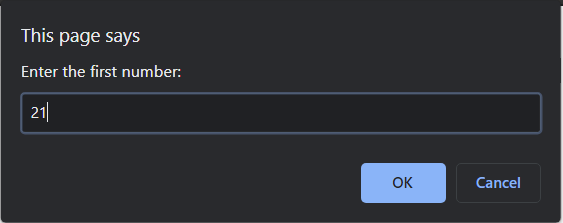 This page says
Enter the first number:
21
OK Cancel